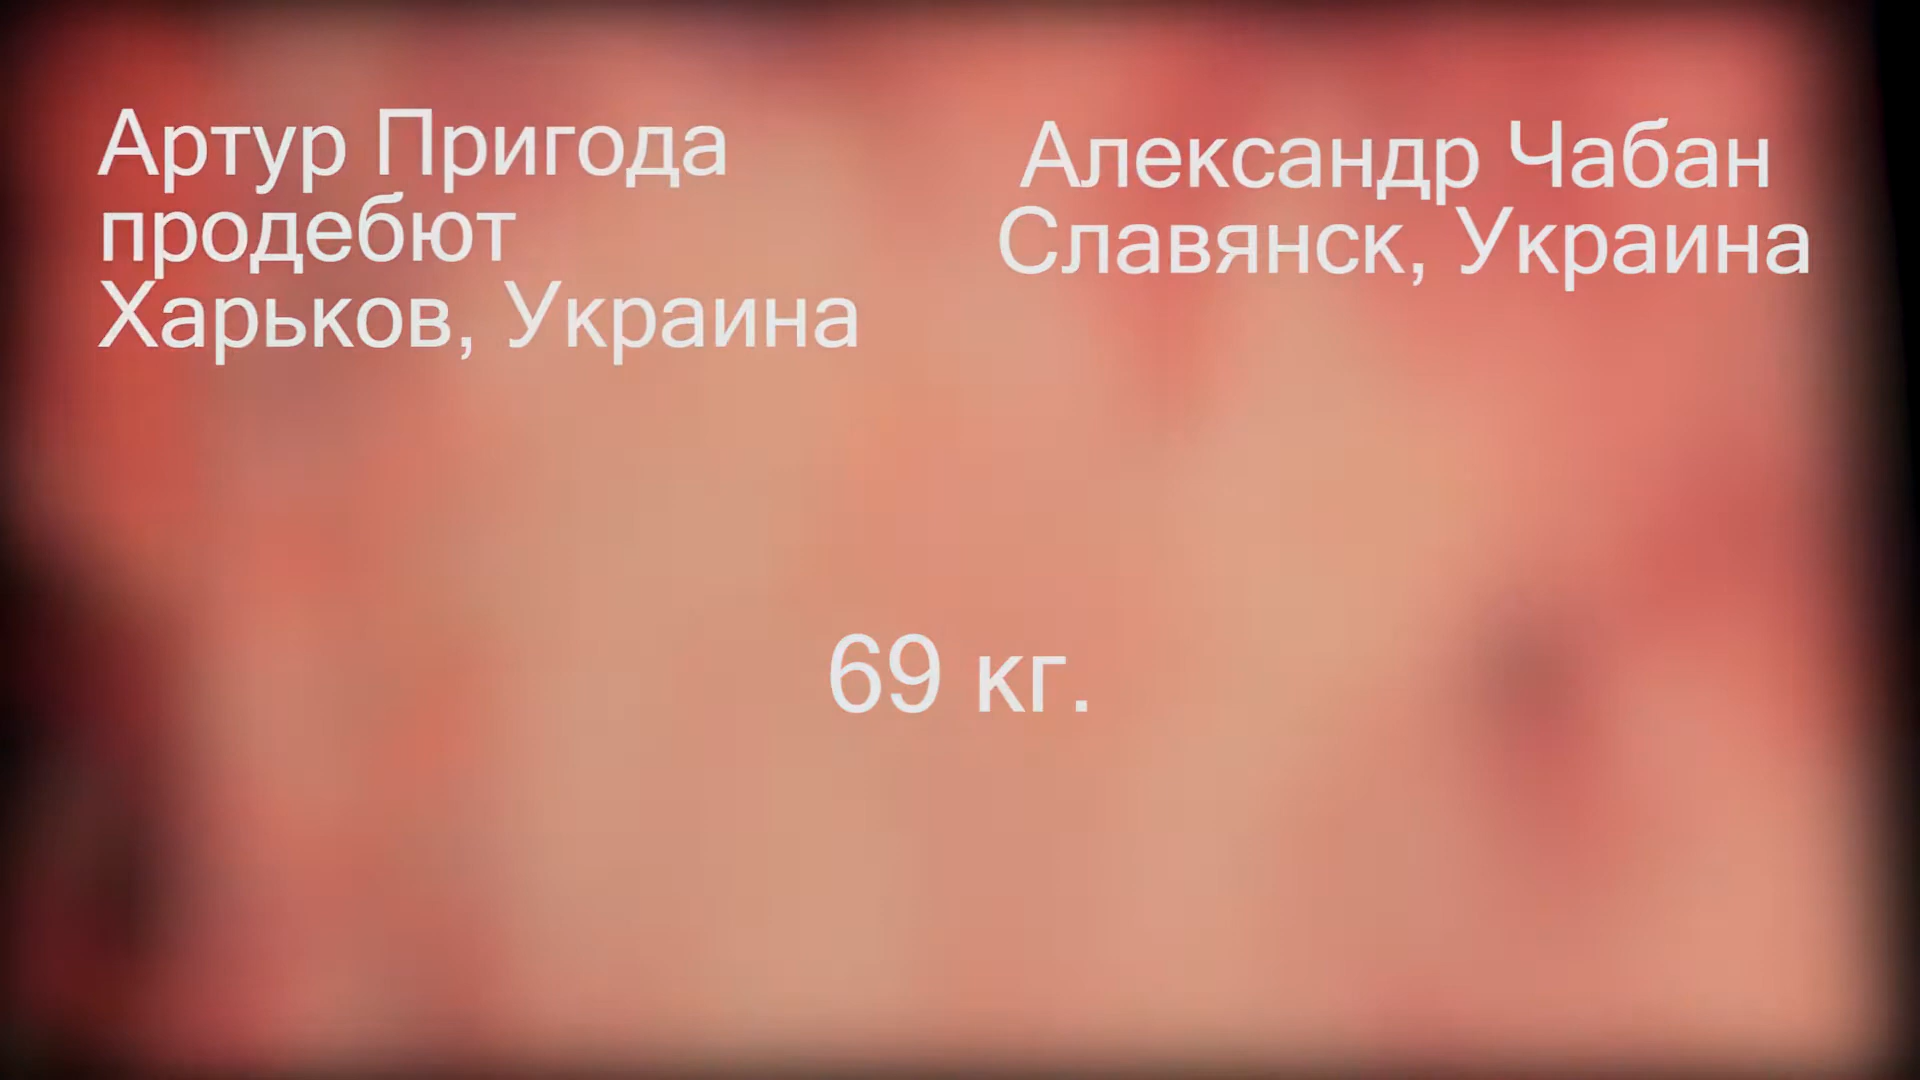 Артур Пригода
продебют
Харьков, Украина
Александр Чабан
Славянск, Украина
69 кг.